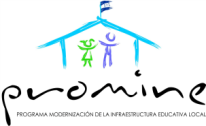 promine
PROGRAMA MODERNIZACIÓN DE LA INFRAESTRUCTURA EDUCATIVA LOCAL